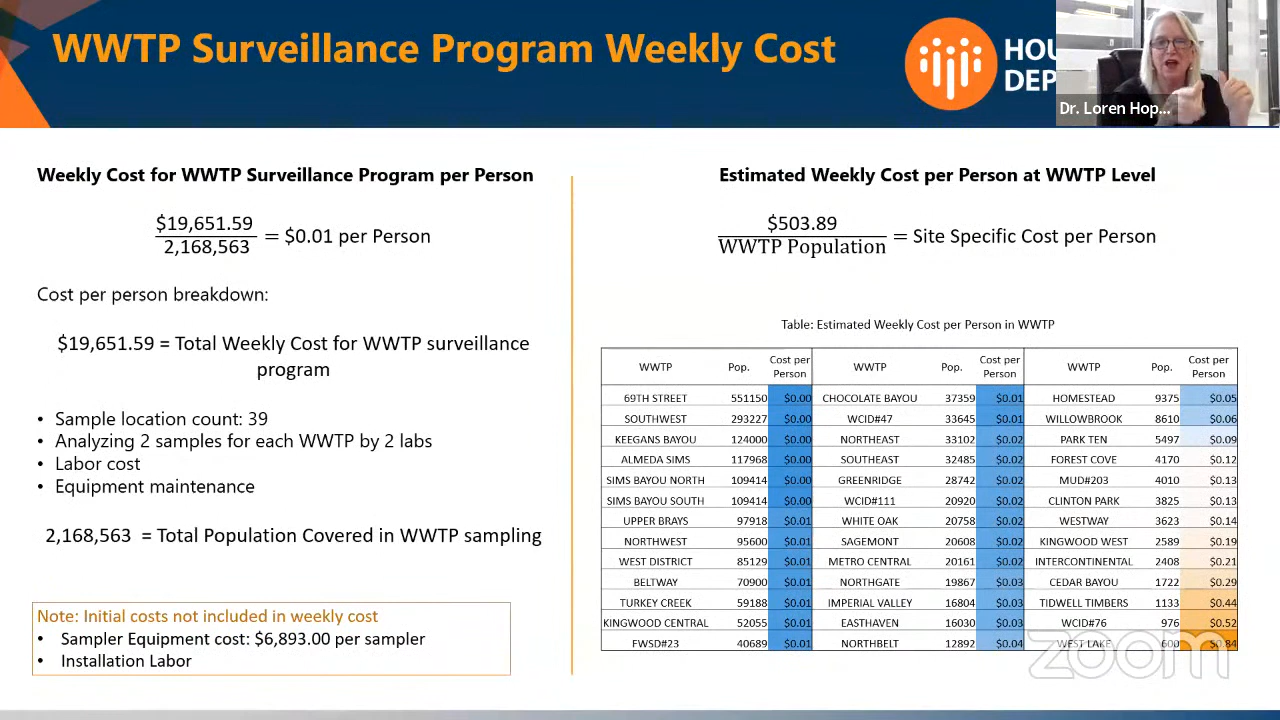 WWTP Surveillance Program Weekly Cost
HOU
DEP
Dr. Loren Hop...
Weekly Cost for WWTP Surveillance Program per Person
$19,651.59
2,168,563
= $0.01 per Person
Cost per person breakdown:
$19,651.59 = Total Weekly Cost for WWTP surveillance
program
• Sample location count: 39
• Analyzing 2 samples for each WWTP by 2 labs
• Labor cost
• Equipment maintenance
2,168,563 = Total Population Covered in WWTP sampling
Note: Initial costs not included in weekly cost
• Sampler Equipment cost: $6,893.00 per sampler
• Installation Labor
Estimated Weekly Cost per Person at WWTP Level
$503.89
WWTP Population
= Site Specific Cost per Person
Table: Estimated Weekly Cost per Person in WWTP
WWTP Pop. Cost per Person WWTP Pop. Cost per Person WWTP Pop. Cost per Person
69TH STREET 551150 $0.00 CHOCOLATE BAYOU 37359 $0.01 HOMESTEAD 9375 $0.05
SOUTHWEST 293227 $0.00 WCID#47 33645 $0.01 WILLOWBROOK 8610 $0.06
KEEGANS BAYOU 124000 $0.00 NORTHEAST 33102 $0.02 PARK TEN 5497 $0.09
ALMEDA SIMS 117968 $0.00 SOUTHEAST 32485 $0.02 FOREST COVE 4170 $0.12
SIMS BAYOU NORTH 109414 $0.00 GREENRIDGE 28742 $0.02 MUD#203 4010 $0.13
SIMS BAYOU SOUTH 109414 $0.00 WCID#111 20920 $0.02 CLINTON PARK 3825 $0.13
UPPER BRAYS 97918 $0.01 WHITE OAK 20758 $0.02 WESTWAY 3623 $0.14
NORTHWEST 95600 $0.01 SAGEMONT 20608 $0.02 KINGWOOD WEST 2589 $0.19
WEST DISTRICT 85129 $0.01 METRO CENTRAL 20161 $0.02 INTERCONTINENTAL 2408 $0.21
BELTWAY 70900 $0.01 NORTHGATE 19867 $0.03 CEDAR BAYOU 1722 $0.29
TURKEY CREEK 59188 $0.01 IMPERIAL VALLEY 16804 $0.03 TIDWELL TIMBERS 1133 $0.44
KINGWOOD CENTRAL 52055 $0.01 EASTHAVEN 16030 $0.03 WCID#76 976 $0.52
FWSD#23 40689 $0.01 NORTHBELT 12892 $0.04 WEST LAKE 600 $0.84
zoom